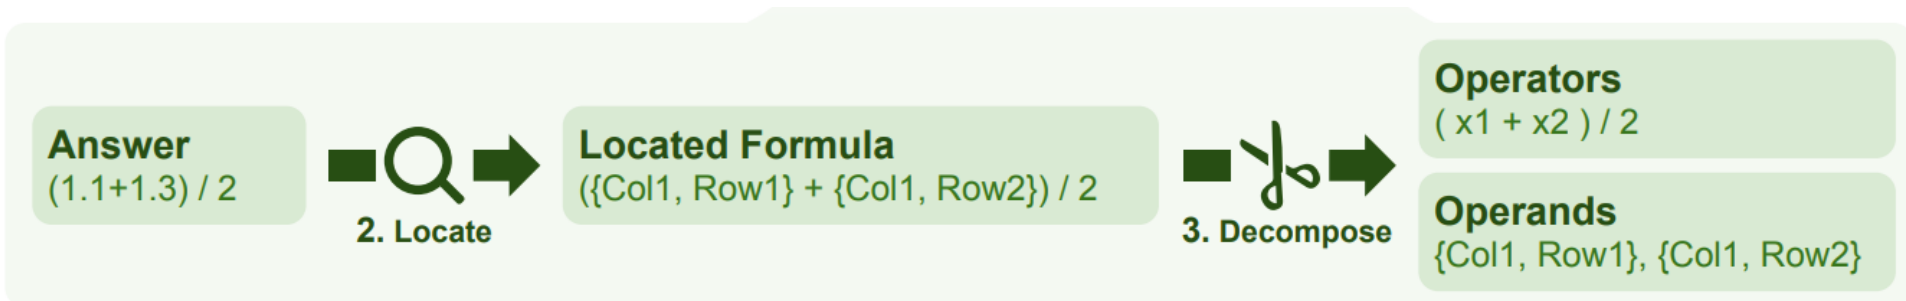 Answer
(1.1+1.3) / 2
2. Locate
Located Formula
({Col1, Row1} + {Col1, Row2}) / 2
3. Decompose
Operators
( x1 + x2 ) / 2
Operands
{Col1, Row1}, {Col1, Row2}